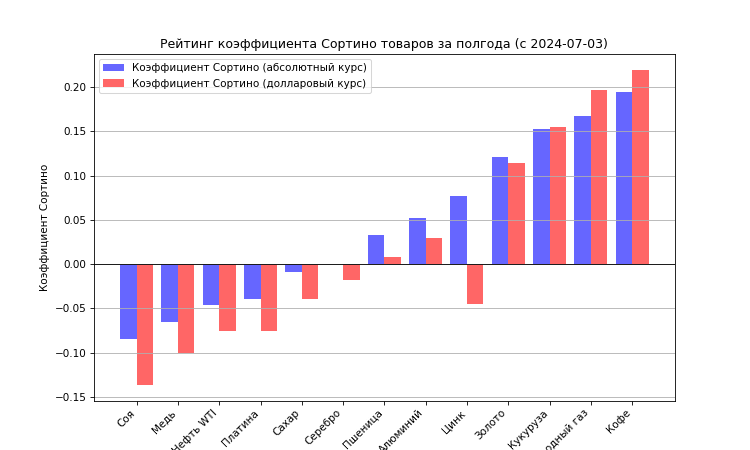 Рейтинг коэффициента Сортино товаров за полгода (с 2024-07-03)
Коэффициент Сортино (абсолютный курс)
Коэффициент Сортино (долларовый курс)
Коэффициент Сортино
0.20
0.15
0.10
0.05
0.00
−0.05
−0.10
−0.15
Соя
Медь
Нефть WTI
Платина
Сахар
Серебро
Пшеница
Алюминий
Цинк
Золото
Кукуруза
одный газ
Кофе